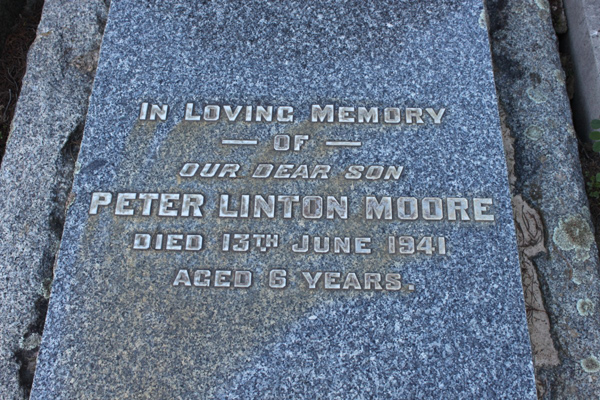 IN LOVING MEMORY
— OF —
OUR DEAR SON
PETER LINTON MOORE
DIED 13TH JUNE 1941
AGED 6 YEARS.